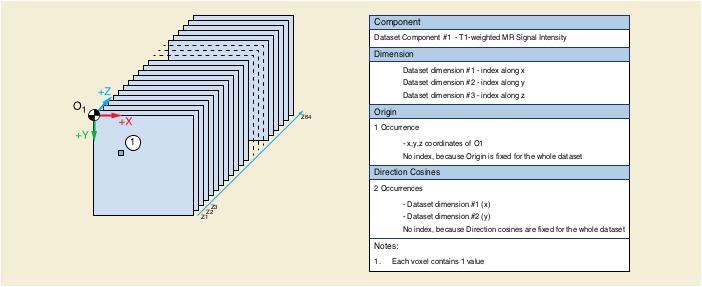 +Z
O1
+X
+Y
1
Z64
Z3
Z2
Z1
Component
Dataset Component #1 - T1-weighted MR Signal Intensity
Dimension
Dataset dimension #1 - index along x
Dataset dimension #2 - index along y
Dataset dimension #3 - index along z
Origin
1 Occurrence
- x,y,z coordinates of O1
No index, because Origin is fixed for the whole dataset
Direction Cosines
2 Occurrences
- Dataset dimension #1 (x)
- Dataset dimension #2 (y)
No index, because Direction cosines are fixed for the whole dataset
Notes:
1. Each voxel contains 1 value